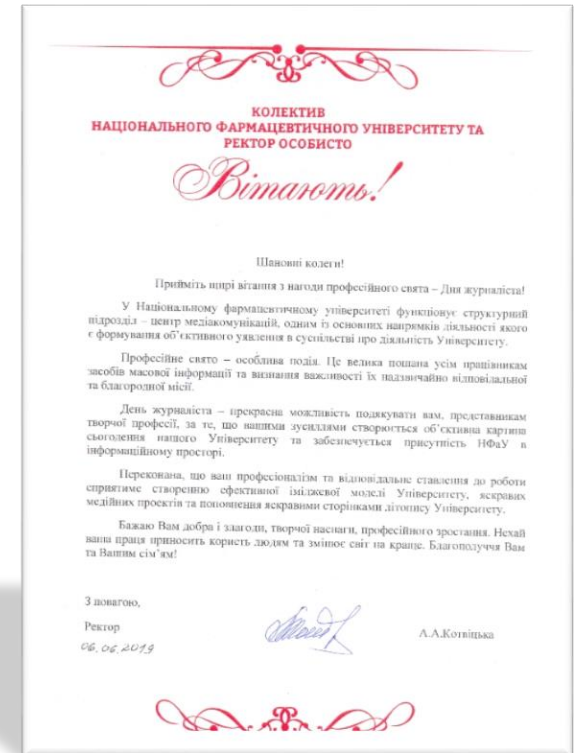 КОЛЕКТИВ
НАЦІОНАЛЬНОГО ФАРМАЦЕВТИЧНОГО УНІВЕРСИТЕТУ ТА
РЕКТОР ОСОБИСТО
Вітають!
Шановні колеги!
Прийміть щирі вітання з нагоди професійного свята – Дня журналіста!
У Національному фармацевтичному університеті функціонує структурний
підрозділ – центр медіакомунікацій, одним із основних напрямків діяльності якого
є формування об’єктивного уявлення в суспільстві про діяльність Університету.
Професійне свято – особлива подія. Це велика пошана усім працівникам
засобів масової інформації та визнання важливості їх надзвичайно відповідальної
та благородної місії.
День журналіста – прекрасна можливість подякувати вам, представникам
творчої професії, за те, що вашими зусиллями створюється об’єктивна картина
сьогодення нашого Університету та забезпечується присутність НФаУ в
інформаційному просторі.
Переконана, що ваш професіоналізм та відповідальне ставлення до роботи
сприятиме створенню ефективної іміджевої моделі Університету, яскравих
медійних проектів та поповнення яскравими сторінками літопису Університету.
Бажаю Вам добра і злагоди, творчої наснаги, професійного зростання. Нехай
ваша праця приносить користь людям та змінює світ на краще. Благополуччя Вам
та Вашим сім’ям!
З повагою,
Ректор
А.А.Котвіцька
06.06.2019